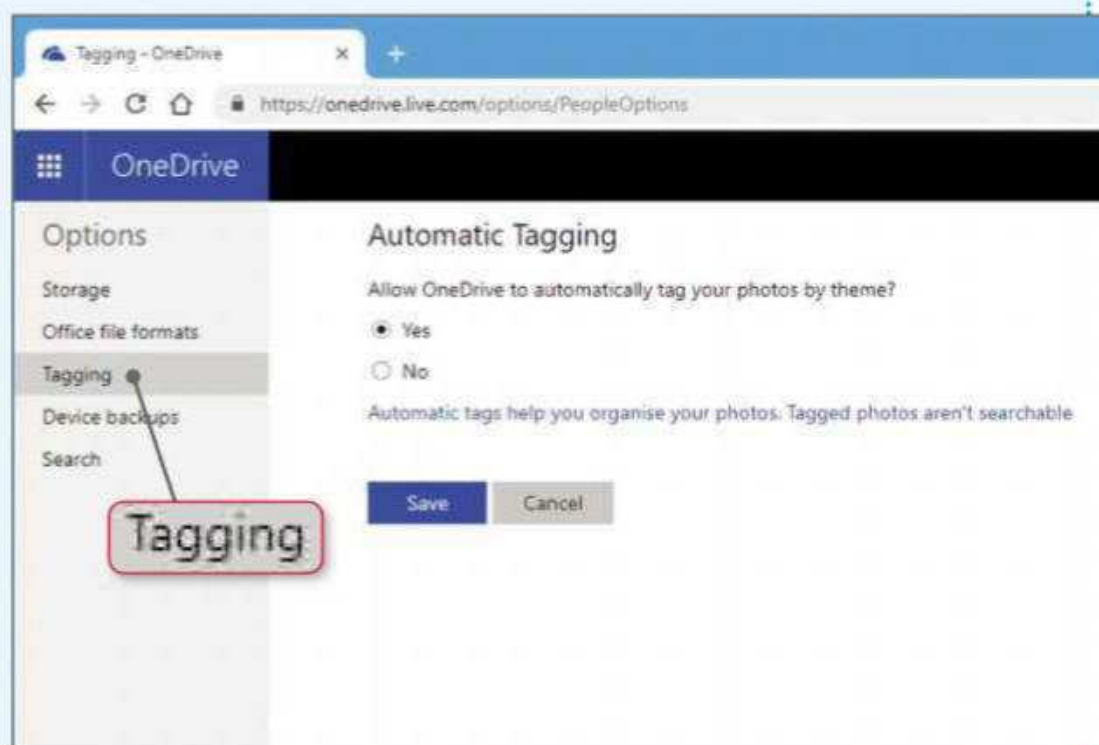 Tagging - OneDrive
https://onedrive.live.com/options/PeopleOptions
OneDrive
Options
Storage
Office file formats
Tagging
Device backups
Search
Automatic Tagging
Allow OneDrive to automatically tag your photos by theme?
Yes
No
Automatic tags help you organise your photos. Tagged photos aren't searchable
Save Cancel
Tagging